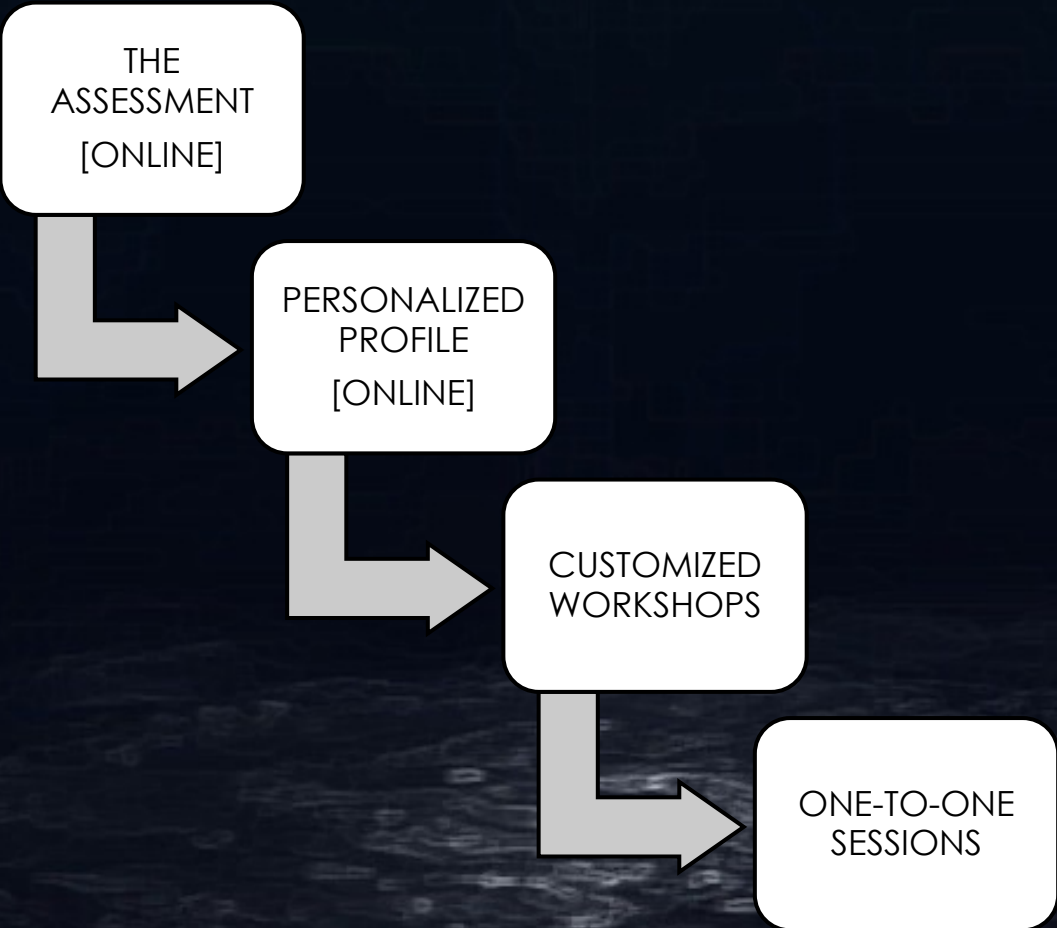 THE
ASSESSMENT
[ONLINE]
PERSONALIZED
PROFILE
[ONLINE]
CUSTOMIZED
WORKSHOPS
ONE-TO-ONE
SESSIONS